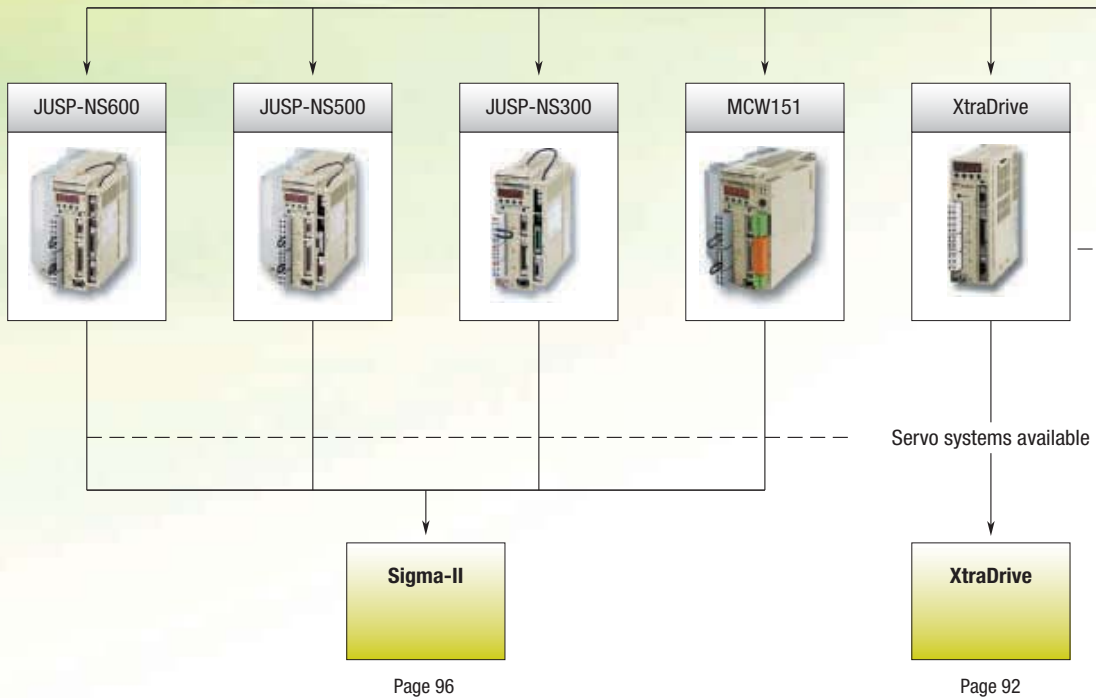 JUSP-NS600
JUSP-NS500
JUSP-NS300
MCW151
XtraDrive
Servo systems available
Sigma-II
XtraDrive
Page 96
Page 92